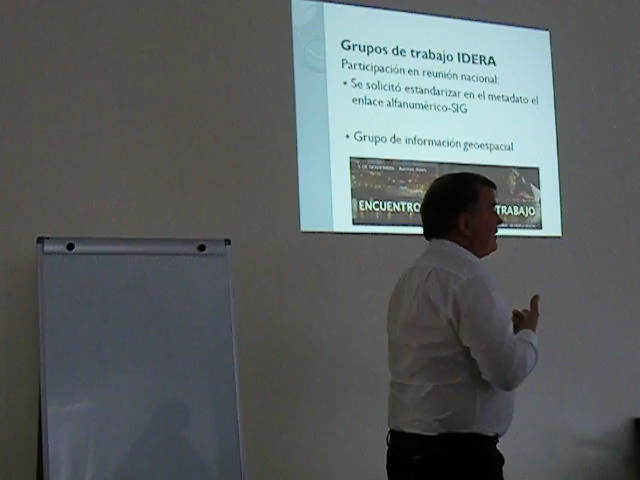 Grupos de trabajo IDERA
Participación en reunión nacional:
• Se solicitó estandarizar en el metadato el
enlace alfanumérico-SIG
• Grupo de información geoespacial
ENCUENTRO TRABAJO